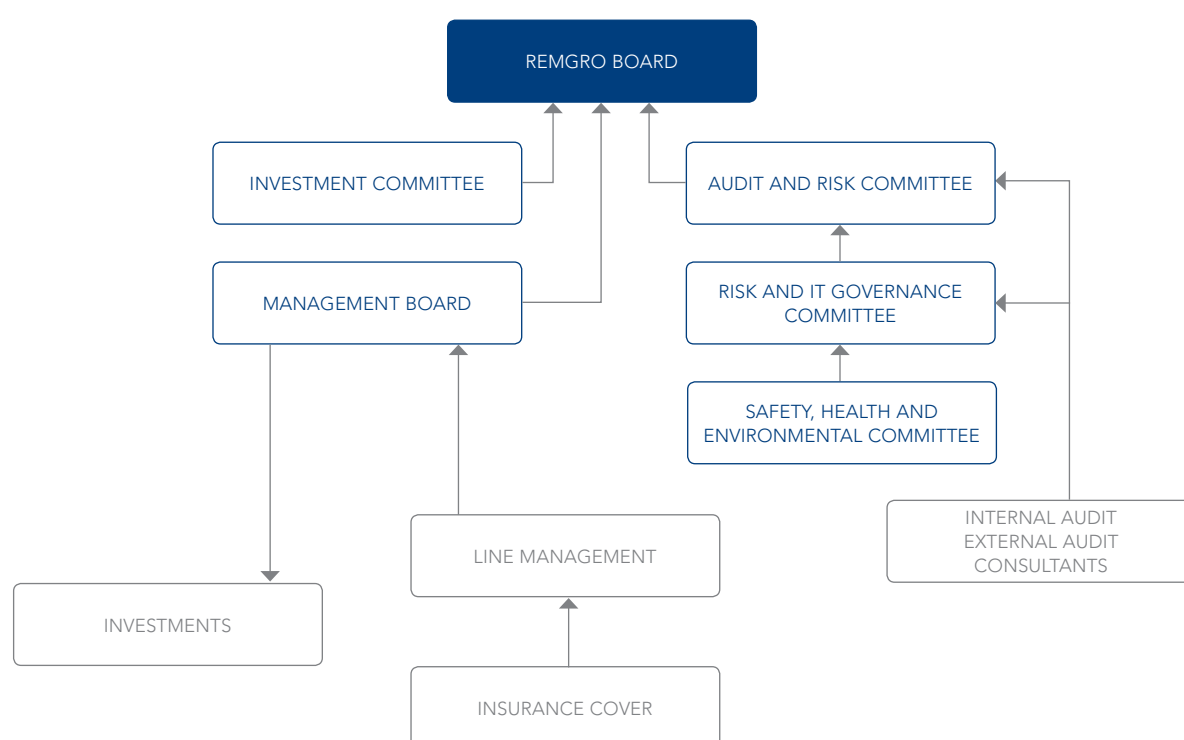 REMGRO BOARD
INVESTMENT COMMITTEE
AUDIT AND RISK COMMITTEE
MANAGEMENT BOARD
RISK AND IT GOVERNANCE
COMMITTEE
SAFETY, HEALTH AND
ENVIRONMENTAL COMMITTEE
LINE MANAGEMENT
INTERNAL AUDIT
EXTERNAL AUDIT
CONSULTANTS
INVESTMENTS
INSURANCE COVER